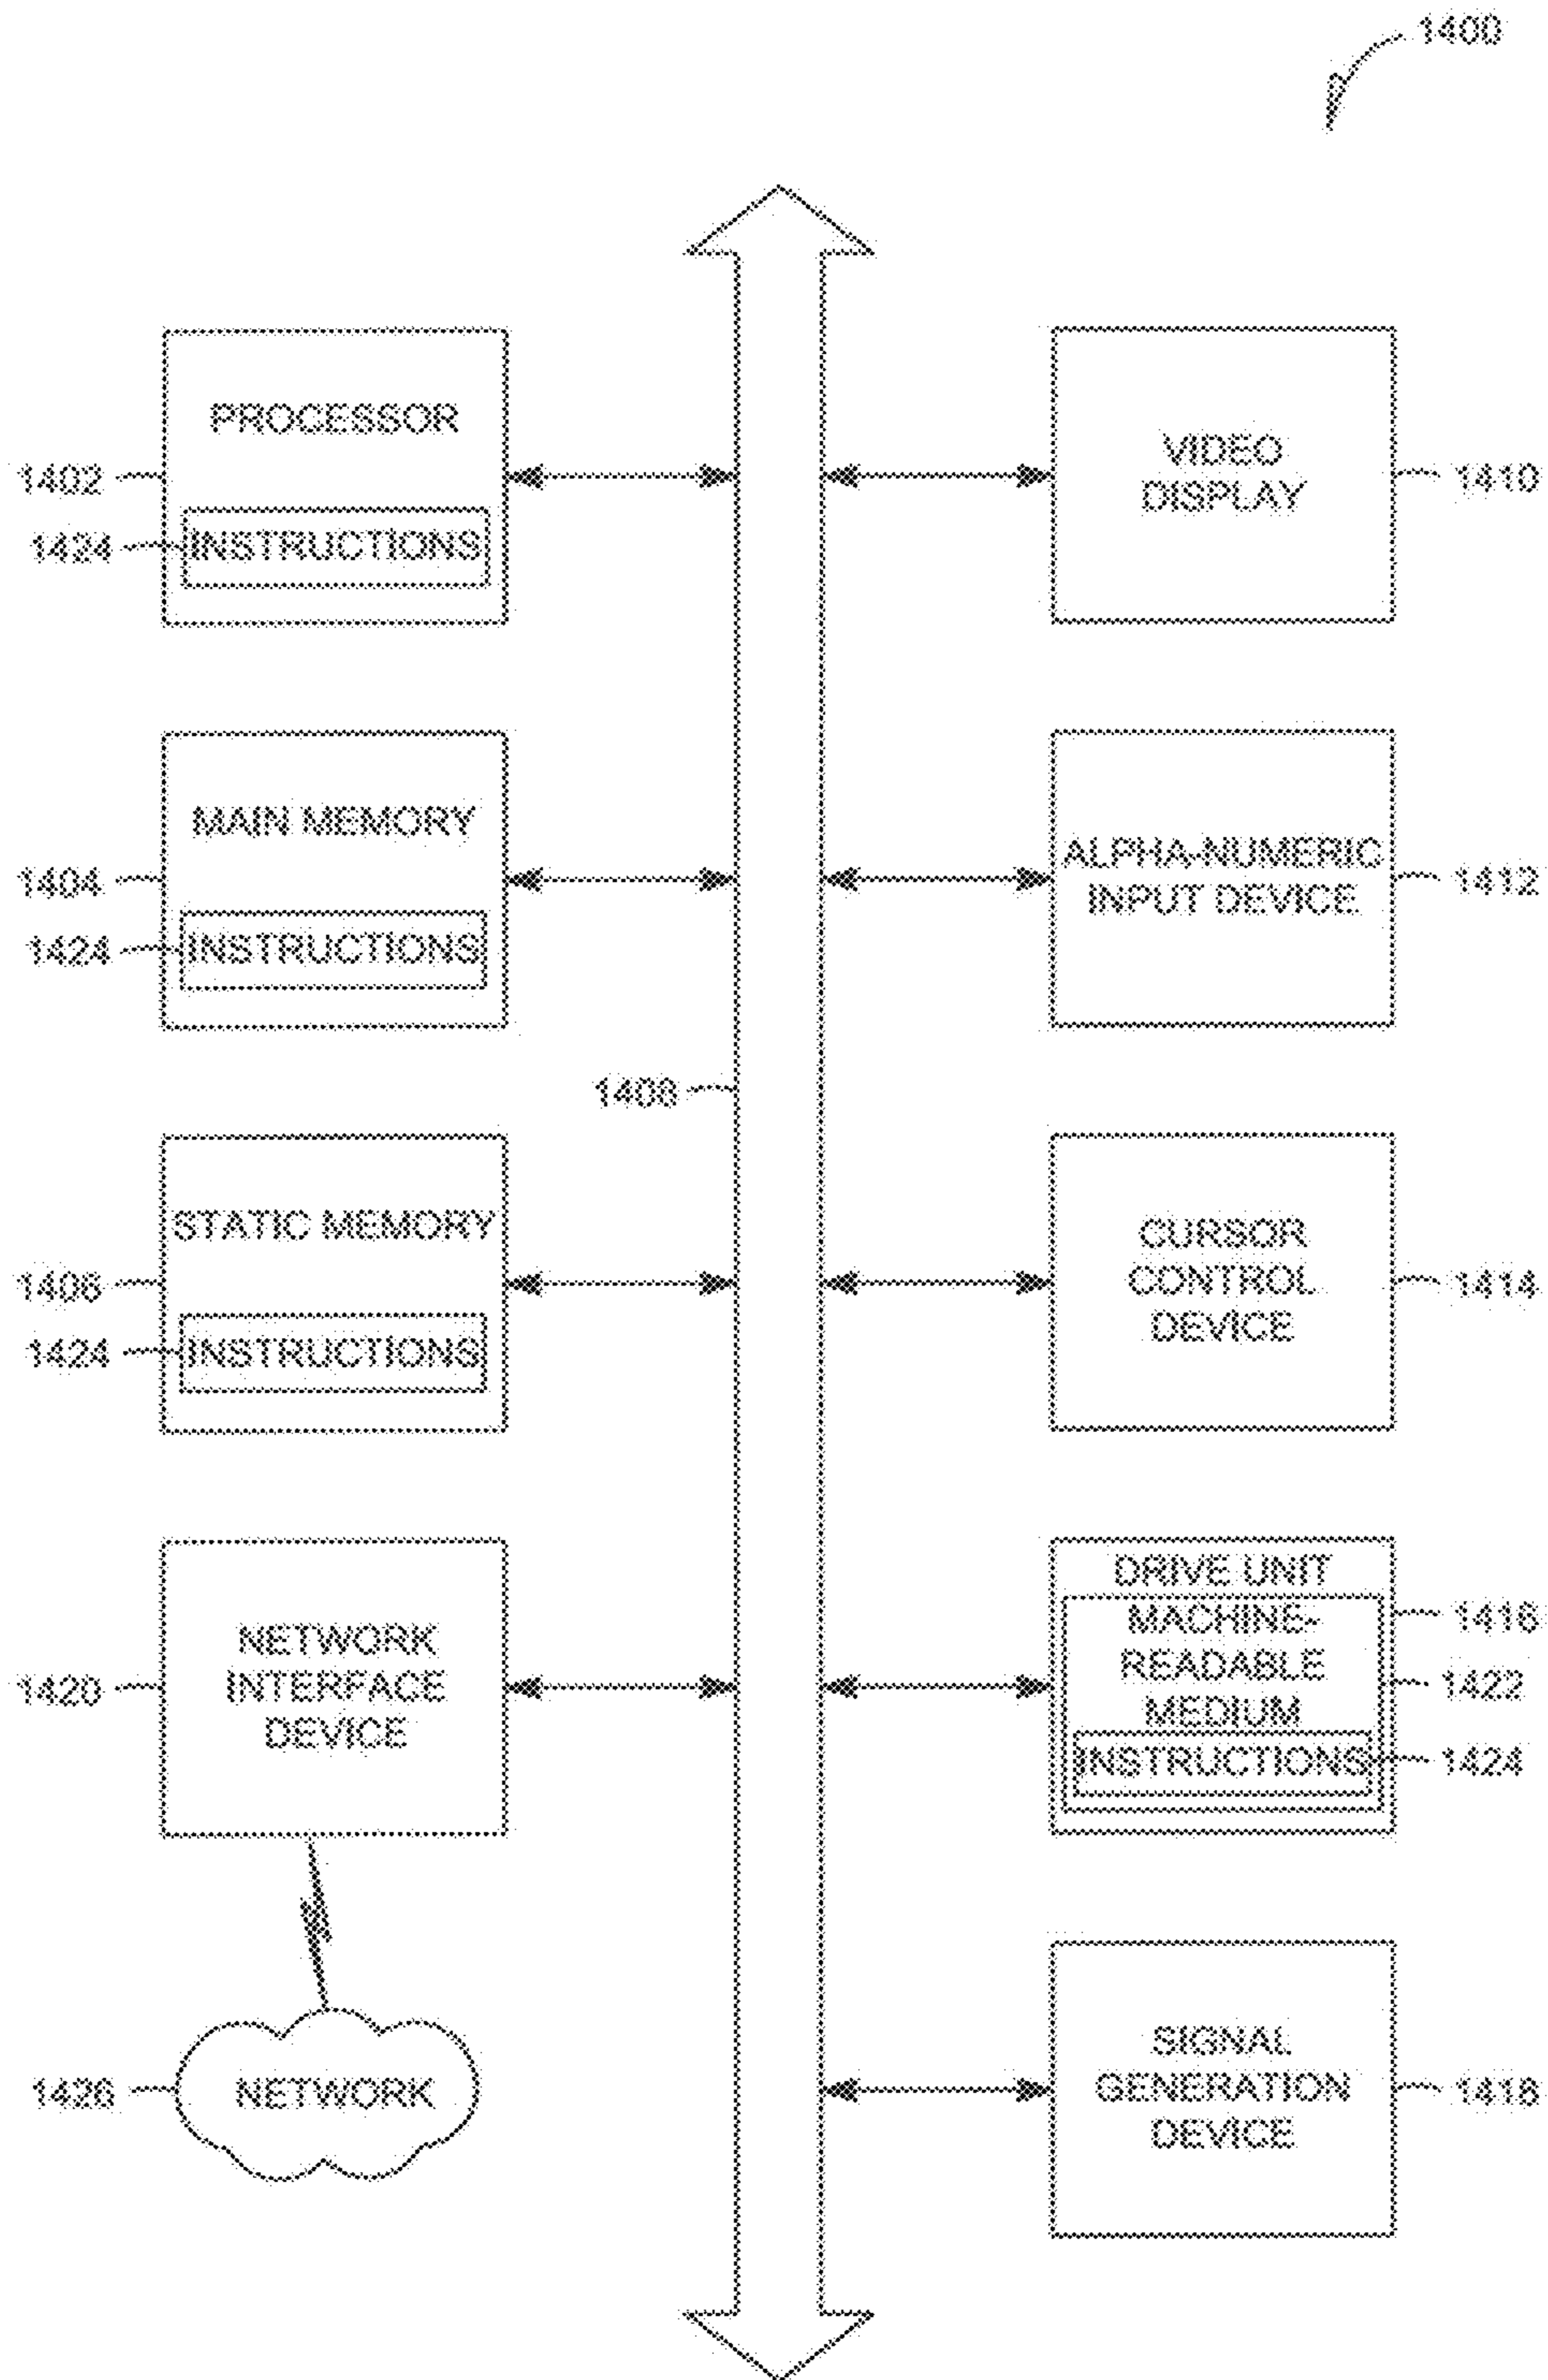 1400
PROCESSOR
1402
1424
INSTRUCTIONS
VIDEO
DISPLAY
1410
MAIN MEMORY
1404
1424
INSTRUCTIONS
ALPHA-NUMERIC
INPUT DEVICE
1412
1408
STATIC MEMORY
1406
1424
INSTRUCTIONS
CURSOR
CONTROL
DEVICE
1414
NETWORK
INTERFACE
DEVICE
1420
DRIVE UNIT
1416
MACHINE-
READABLE
MEDIUM
1422
INSTRUCTIONS
1424
NETWORK
1426
SIGNAL
GENERATION
DEVICE
1418